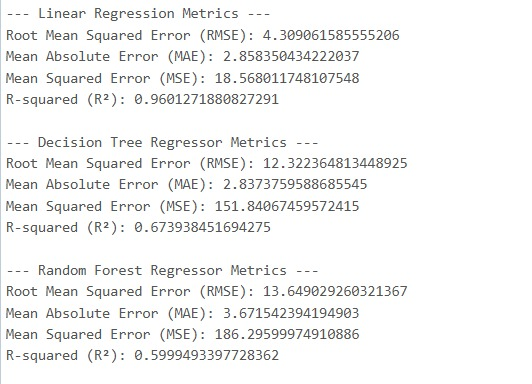 --- Linear Regression Metrics ---
Root Mean Squared Error (RMSE): 4.309061585555206
Mean Absolute Error (MAE): 2.858350434222037
Mean Squared Error (MSE): 18.568011748107548
R-squared (R²): 0.9601271880827291
--- Decision Tree Regressor Metrics ---
Root Mean Squared Error (RMSE): 12.322364813448925
Mean Absolute Error (MAE): 2.8373759588685545
Mean Squared Error (MSE): 151.84067459572415
R-squared (R²): 0.673938451694275
--- Random Forest Regressor Metrics ---
Root Mean Squared Error (RMSE): 13.649029260321367
Mean Absolute Error (MAE): 3.671542394194903
Mean Squared Error (MSE): 186.29599974910886
R-squared (R²): 0.5999493397728362